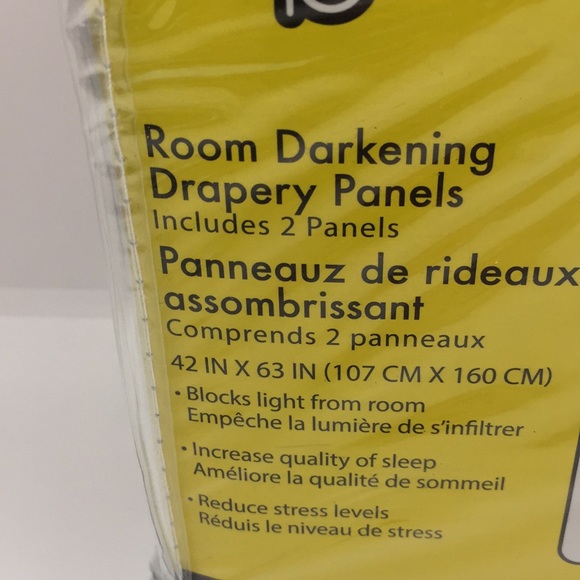 Room Darkening
Drapery Panels
Includes 2 Panels
Panneauz de rideaux
assombrissant
Comprends 2 panneaux
42 IN X 63 IN (107 CM X 160 CM)
• Blocks light from room
Empêche la lumière de s'infiltrer
• Increase quality of sleep
Améliore la qualité de sommeil
• Reduce stress levels
Réduis le niveau de stress